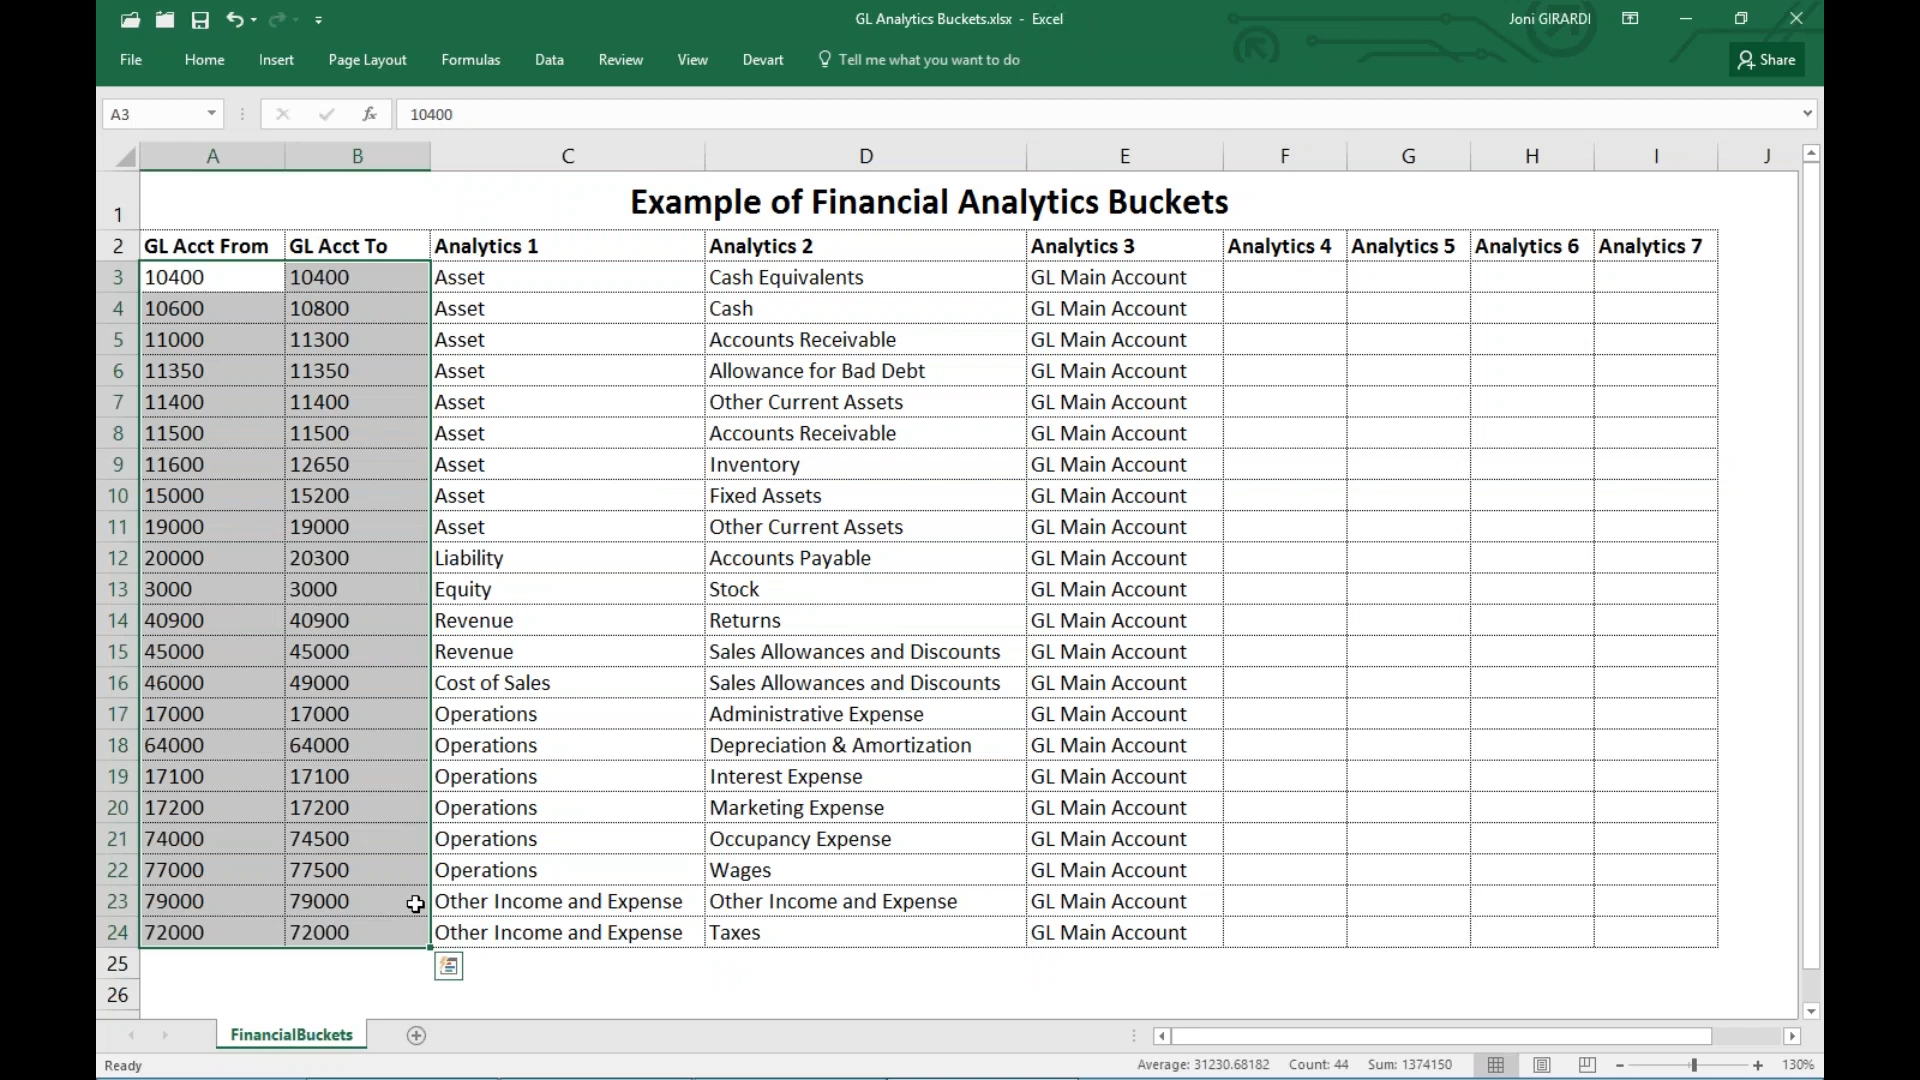 GL Analytics Buckets.xlsx - Excel
Joni GIRARDI
File Home Insert Page Layout Formulas Data Review View Devart Tell me what you want to do Share
A3 fx 10400
A B C D E F G H I J
1 Example of Financial Analytics Buckets
2 GL Acct From GL Acct To Analytics 1 Analytics 2 Analytics 3 Analytics 4 Analytics 5 Analytics 6 Analytics 7
3 10400 10400 Asset Cash Equivalents GL Main Account
4 10600 10800 Asset Cash GL Main Account
5 11000 11300 Asset Accounts Receivable GL Main Account
6 11350 11350 Asset Allowance for Bad Debt GL Main Account
7 11400 11400 Asset Other Current Assets GL Main Account
8 11500 11500 Asset Accounts Receivable GL Main Account
9 11600 12650 Asset Inventory GL Main Account
10 15000 15200 Asset Fixed Assets GL Main Account
11 19000 19000 Asset Other Current Assets GL Main Account
12 20000 20300 Liability Accounts Payable GL Main Account
13 3000 3000 Equity Stock GL Main Account
14 40900 40900 Revenue Returns GL Main Account
15 45000 45000 Revenue Sales Allowances and Discounts GL Main Account
16 46000 49000 Cost of Sales Sales Allowances and Discounts GL Main Account
17 17000 17000 Operations Administrative Expense GL Main Account
18 64000 64000 Operations Depreciation & Amortization GL Main Account
19 17100 17100 Operations Interest Expense GL Main Account
20 17200 17200 Operations Marketing Expense GL Main Account
21 74000 74500 Operations Occupancy Expense GL Main Account
22 77000 77500 Operations Wages GL Main Account
23 79000 79000 Other Income and Expense Other Income and Expense GL Main Account
24 72000 72000 Other Income and Expense Taxes GL Main Account
25
26
FinancialBuckets
Ready Average: 31230.68182 Count: 44 Sum: 1374150 130%